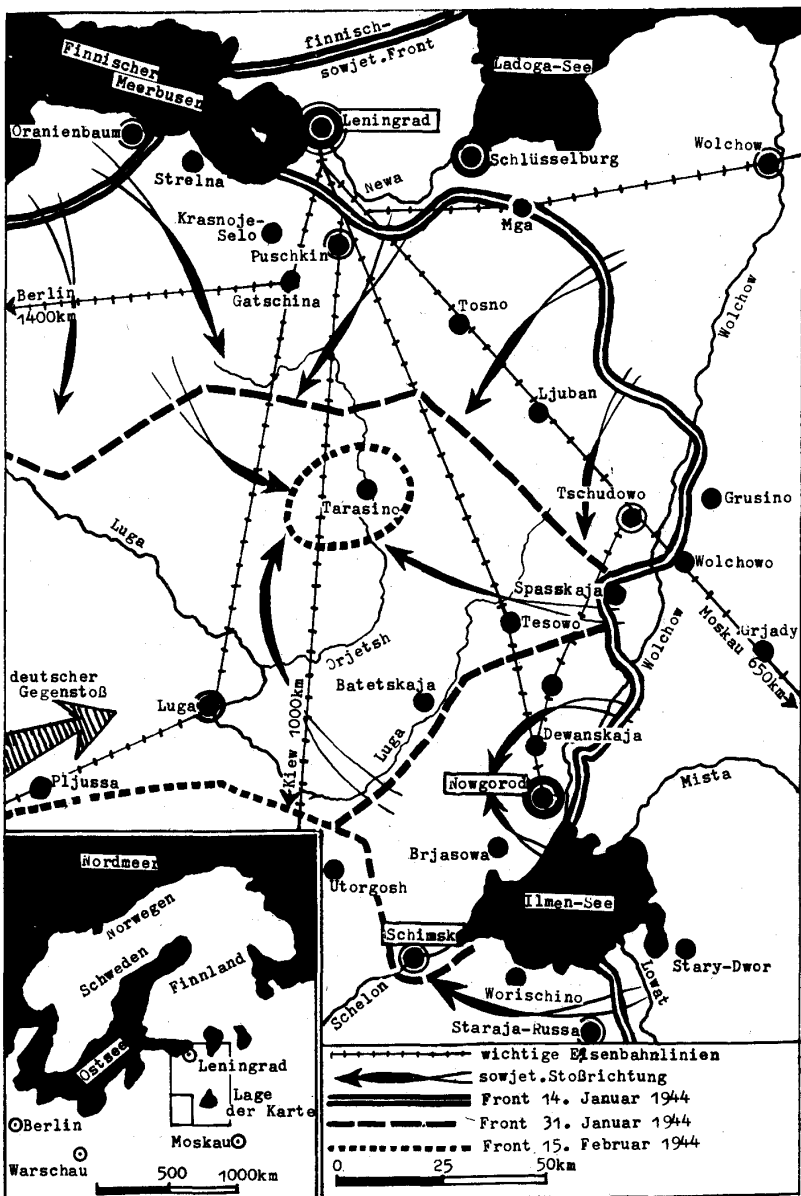 finnisch-
sowjet.Front
Finnischer
Meerbusen
Ladoga-See
Oranienbaum
Leningrad
Wolchow
Schlüsselburg
Strelna
Newa
Mga
Krasnoje-
Selo
Puschkin
Wolchow
Berlin
1400km
Gatschina
Tosno
Ljuban
Tschudowo
Grusino
Tarasino
Luga
Wolchowo
Spasskaja
Moskau 650km
Grjady
Tesowo
Wolchow
Orjetsh
deutscher
Gegenstoß
Luga
Batetskaja
Kiew 1000km
Luga
Dewanskaja
Pljussa
Nowgorod
Msta
Brjasowa
Utorgosh
Ilmen-See
Schimsk
Stary-Dwor
Lowat
Worischino
Schelon
Staraja-Russa
Nordmeer
Norwegen
Schweden
Finnland
Ostsee
Leningrad
Lage
der Karte
Berlin
Moskau
Warschau
500
1000km
wichtige Eisenbahnlinien
sowjet.Stoßrichtung
Front 14. Januar 1944
Front 31. Januar 1944
Front 15. Februar 1944
0.
25
50km